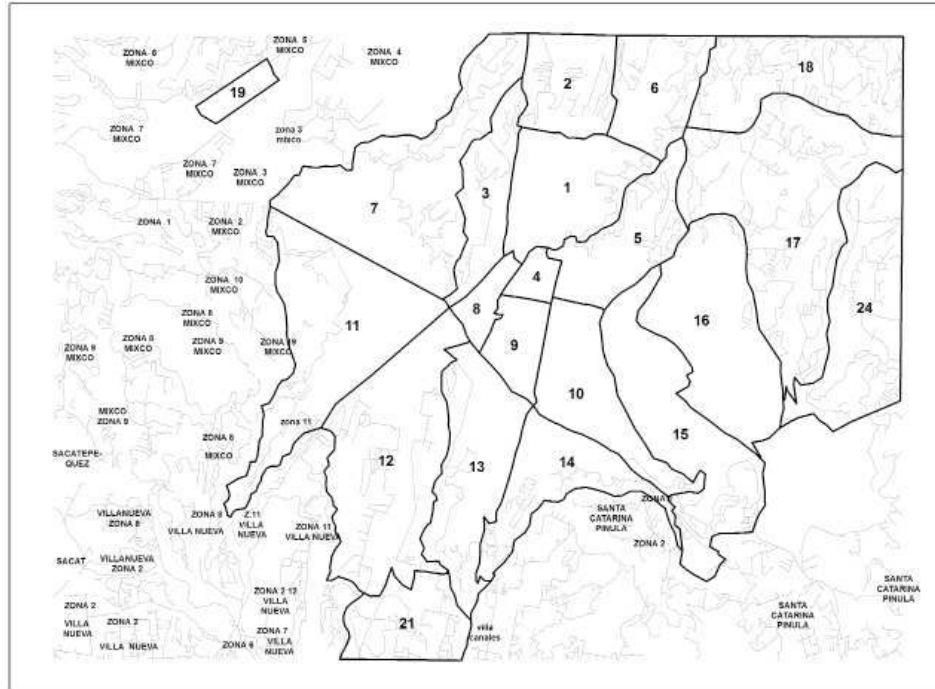 ZONA 6
MIXCO
ZONA 5
MIXCO
ZONA 4
MIXCO
19
2
6
18
ZONA 7
MIXCO
zona 3
mixco
ZONA 7
MIXCO
ZONA 3
MIXCO
3
1
7
ZONA 1
ZONA 2
MIXCO
5
17
ZONA 10
MIXCO
4
8
16
24
ZONA 8
MIXCO
11
ZONA 9
MIXCO
ZONA 8
MIXCO
ZONA 9
MIXCO
ZONA 10
MIXCO
9
10
MIXCO
ZONA 9
zona 11
ZONA 8
MIXCO
15
SACATEPE-
QUEZ
12
13
14
VILLANUEVA
ZONA 8
ZONA 8
VILLA NUEVA
Z.11
VILLA
NUEVA
ZONA 11
VILLA NUEVA
ZONA
SANTA
CATARINA
PINULA
ZONA 2
SACAT
VILLANUEVA
ZONA 2
ZONA 2 12
VILLA
NUEVA
SANTA
CATARINA
PINULA
ZONA 2
VILLA
NUEVA
ZONA 2
VILLA NUEVA
SANTA
CATARINA
PINULA
21
ZONA 6
ZONA 7
VILLA
NUEVA
villa
canales